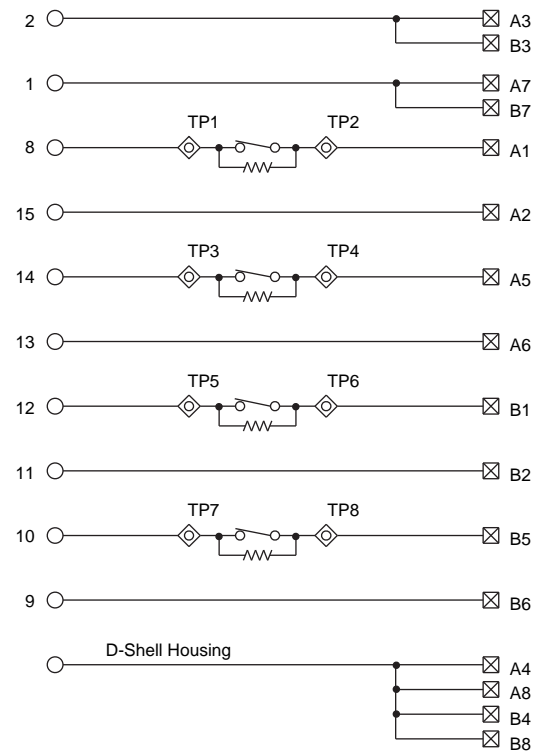 2 A3
B3
1 A7
B7
TP1 TP2
8 A1
15 A2
TP3 TP4
14 A5
13 A6
TP5 TP6
12 B1
11 B2
TP7 TP8
10 B5
9 B6
D-Shell Housing
A4
A8
B4
B8